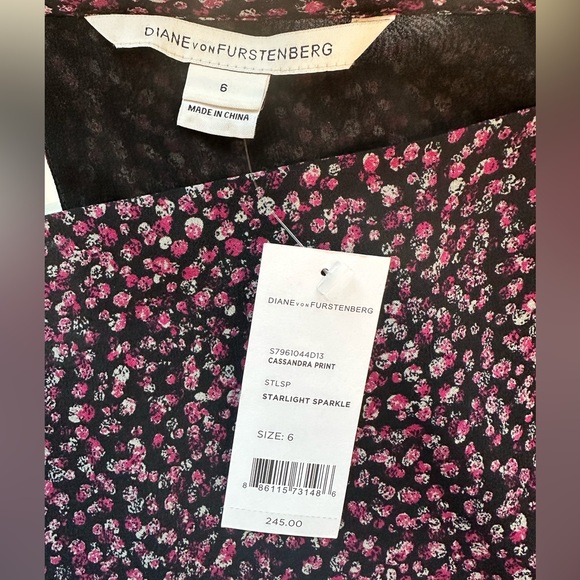 DIANE VON FURSTENBERG
6
MADE IN CHINA
DIANE VON FURSTENBERG
S7961044D13
CASSANDRA PRINT
STLSP
STARLIGHT SPARKLE
SIZE: 6
8 86115 73148 6
245.00